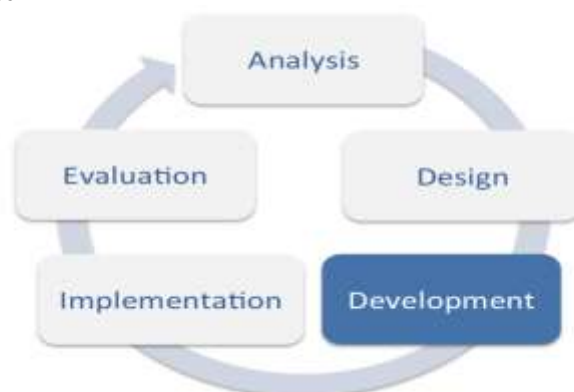 Analysis
Evaluation
Design
Implementation
Development